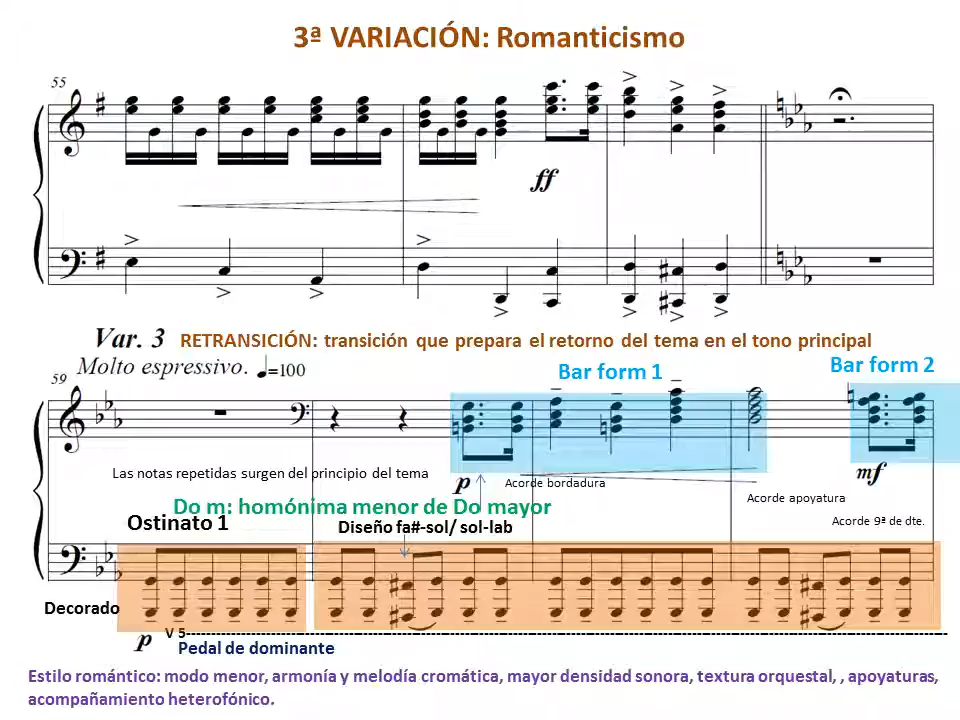 3ª VARIACIÓN: Romanticismo
55
ff
Var. 3 RETRANSICIÓN: transición que prepara el retorno del tema en el tono principal
Molto espressivo. ♩=100
Bar form 1
Bar form 2
59
Las notas repetidas surgen del principio del tema
p
Acorde bordadura
mf
Acorde apoyatura
Do m: homónima menor de Do mayor
Ostinato 1
Diseño fa#-sol/ sol-lab
Acorde 9ª de dte.
Decorado
p
V 5------------------------------------------------
Pedal de dominante
Estilo romántico: modo menor, armonía y melodía cromática, mayor densidad sonora, textura orquestal, , apoyaturas,
acompañamiento heterofónico.